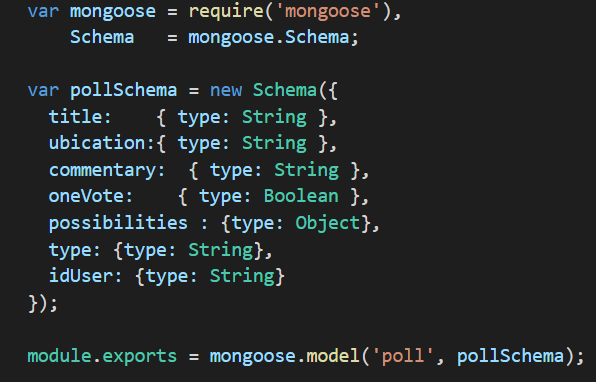 var mongoose = require('mongoose'),
    Schema   = mongoose.Schema;

var pollSchema = new Schema({
  title:    { type: String },
  ubication:{ type: String },
  commentary:  { type: String },
  oneVote:    { type: Boolean },
  possibilities : {type: Object},
  type: {type: String},
  idUser: {type: String}
});

module.exports = mongoose.model('poll', pollSchema);